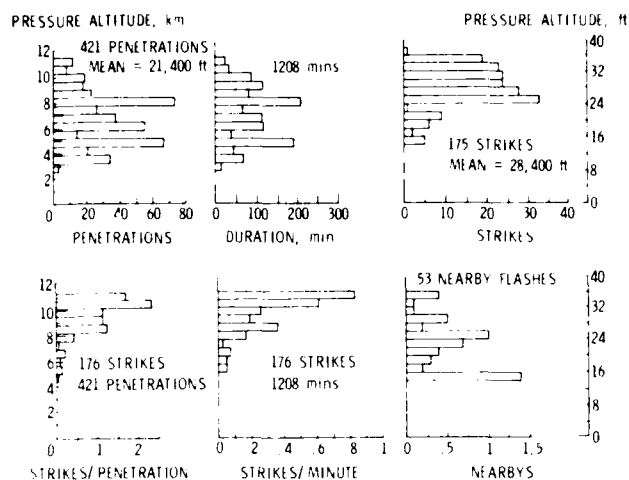 PRESSURE ALTITUDE, km
PRESSURE ALTITUDE, ft
12
10
8
6
4
2
421 PENETRATIONS
MEAN = 21,400 ft
0 20 40 60 80
PENETRATIONS
1208 mins
0 100 200 300
DURATION, min
175 STRIKES
MEAN = 28,400 ft
0 10 20 30 40
STRIKES
40
32
24
16
8
0
12
10
8
6
4
2
0
176 STRIKES
421 PENETRATIONS
1 2
STRIKES/PENETRATION
176 STRIKES
1208 mins
0 .2 .4 .6 .8 1
STRIKES/MINUTE
53 NEARBY FLASHES
0 .5 1 1.5
NEARBYS
40
32
24
16
8
0